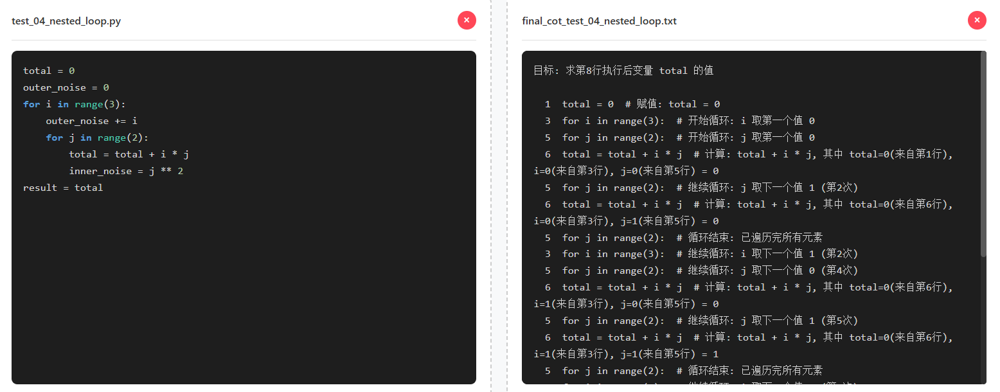 test_04_nested_loop.py
total = 0
outer_noise = 0
for i in range(3):
    outer_noise += i
    for j in range(2):
        total = total + i * j
        inner_noise = j ** 2
result = total
final_cot_test_04_nested_loop.txt
目标: 求第8行执行后变量 total 的值
1  total = 0  # 赋值: total = 0
3  for i in range(3):  # 开始循环: i 取第一个值 0
5  for j in range(2):  # 开始循环: j 取第一个值 0
6  total = total + i * j  # 计算: total + i * j, 其中 total=0(来自第1行),
i=0(来自第3行), j=0(来自第5行) = 0
5  for j in range(2):  # 继续循环: j 取下一个值 1 (第2次)
6  total = total + i * j  # 计算: total + i * j, 其中 total=0(来自第6行),
i=0(来自第3行), j=1(来自第5行) = 0
5  for j in range(2):  # 循环结束: 已遍历完所有元素
3  for i in range(3):  # 继续循环: i 取下一个值 1 (第2次)
5  for j in range(2):  # 继续循环: j 取下一个值 0 (第4次)
6  total = total + i * j  # 计算: total + i * j, 其中 total=0(来自第6行),
i=1(来自第3行), j=0(来自第5行) = 0
5  for j in range(2):  # 继续循环: j 取下一个值 1 (第5次)
6  total = total + i * j  # 计算: total + i * j, 其中 total=0(来自第6行),
i=1(来自第3行), j=1(来自第5行) = 1
5  for j in range(2):  # 循环结束: 已遍历完所有元素